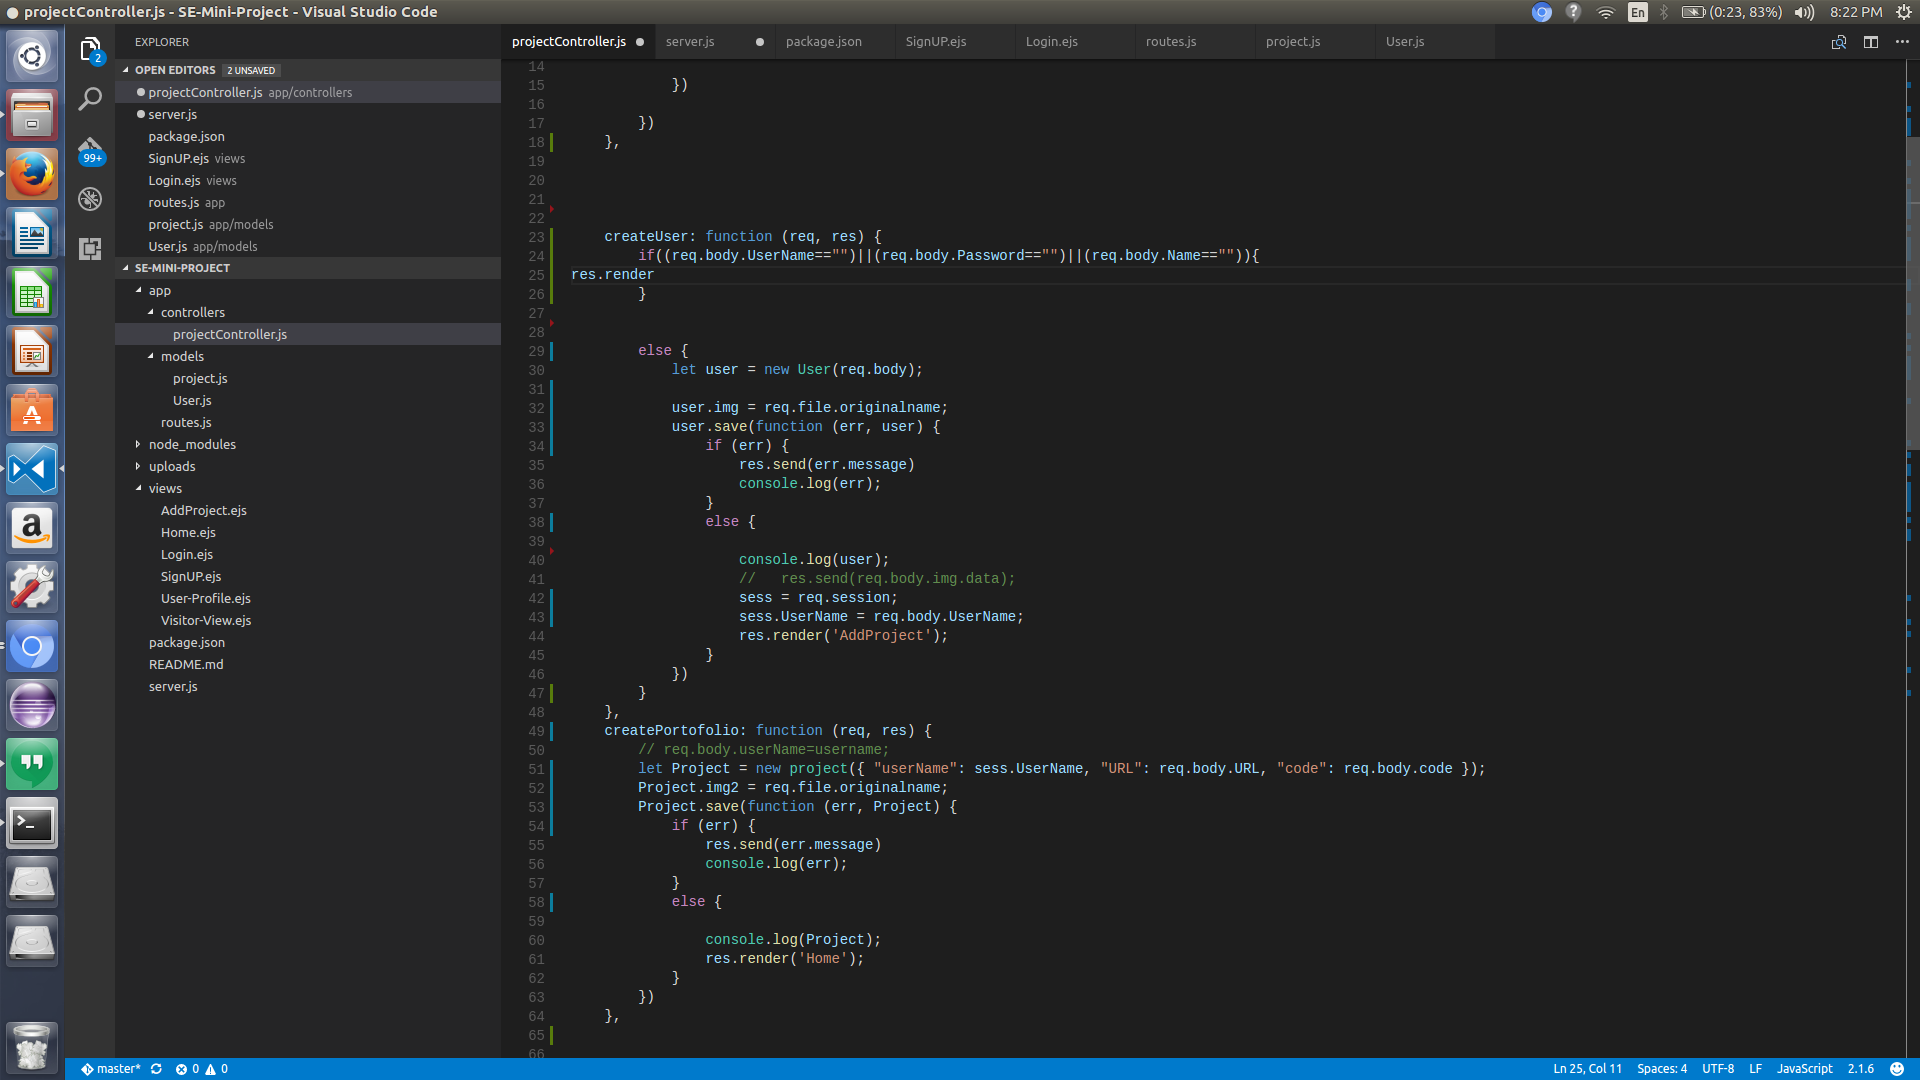 projectController.js - SE-Mini-Project - Visual Studio Code
En
(0:23, 83%)
8:22 PM
2
99+
EXPLORER
OPEN EDITORS 2 UNSAVED
projectController.js app/controllers
server.js
package.json
SignUP.ejs views
Login.ejs views
routes.js app
project.js app/models
User.js app/models
SE-MINI-PROJECT
app
controllers
projectController.js
models
project.js
User.js
routes.js
node_modules
uploads
views
AddProject.ejs
Home.ejs
Login.ejs
SignUP.ejs
User-Profile.ejs
Visitor-View.ejs
package.json
README.md
server.js
projectController.js server.js package.json SignUP.ejs Login.ejs routes.js project.js User.js
14
15 })
16
17 })
18 },
19
20
21
22
23 createUser: function (req, res) {
24 if((req.body.UserName=="")||(req.body.Password=="")||(req.body.Name=="")){
25 res.render
26 }
27
28
29 else {
30 let user = new User(req.body);
31
32 user.img = req.file.originalname;
33 user.save(function (err, user) {
34 if (err) {
35 res.send(err.message)
36 console.log(err);
37 }
38 else {
39
40 console.log(user);
41 //   res.send(req.body.img.data);
42 sess = req.session;
43 sess.UserName = req.body.UserName;
44 res.render('AddProject');
45 }
46 })
47 }
48 },
49 createPortofolio: function (req, res) {
50 // req.body.userName=username;
51 let Project = new project({ "userName": sess.UserName, "URL": req.body.URL, "code": req.body.code });
52 Project.img2 = req.file.originalname;
53 Project.save(function (err, Project) {
54 if (err) {
55 res.send(err.message)
56 console.log(err);
57 }
58 else {
59
60 console.log(Project);
61 res.render('Home');
62 }
63 })
64 },
65
66
master* 0 0
Ln 25, Col 11 Spaces: 4 UTF-8 LF JavaScript 2.1.6